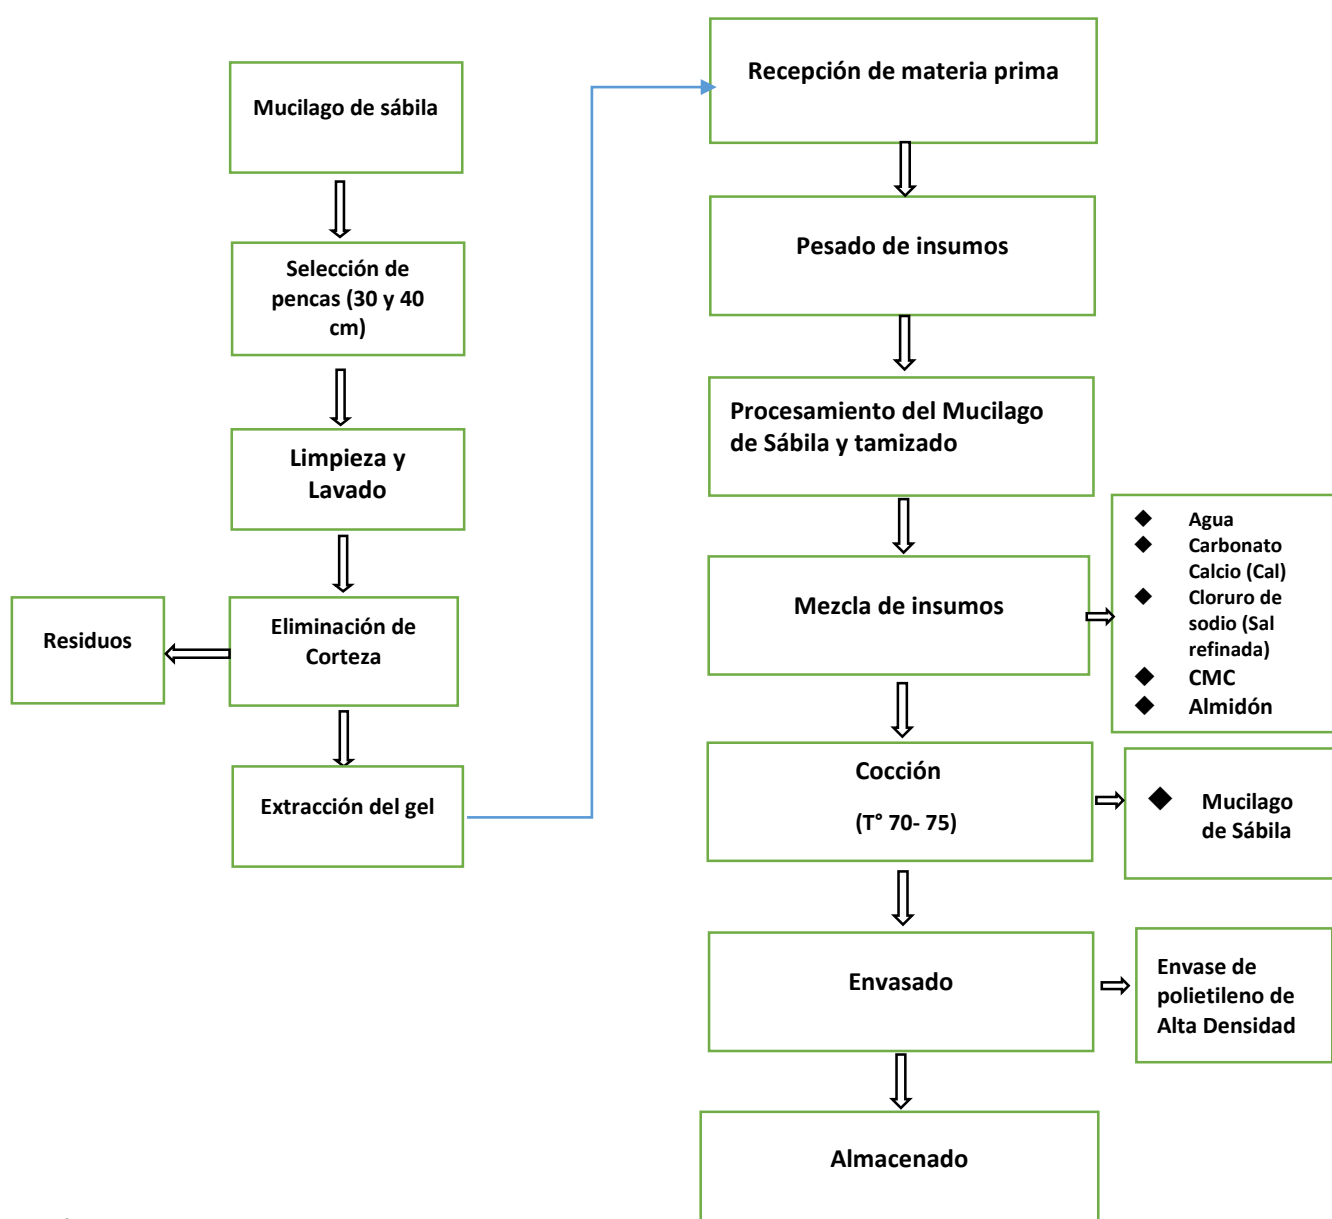 Mucilago de sábila
Selección de
pencas (30 y 40
cm)
Limpieza y
Lavado
Residuos
Eliminación de
Corteza
Extracción del gel
Recepción de materia prima
Pesado de insumos
Procesamiento del Mucilago
de Sábila y tamizado
Mezcla de insumos
◆ Agua
◆ Carbonato
Calcio (Cal)
◆ Cloruro de
sodio (Sal
refinada)
◆ CMC
◆ Almidón
Cocción
(T° 70- 75)
◆ Mucilago
de Sábila
Envasado
Envase de
polietileno de
Alta Densidad
Almacenado